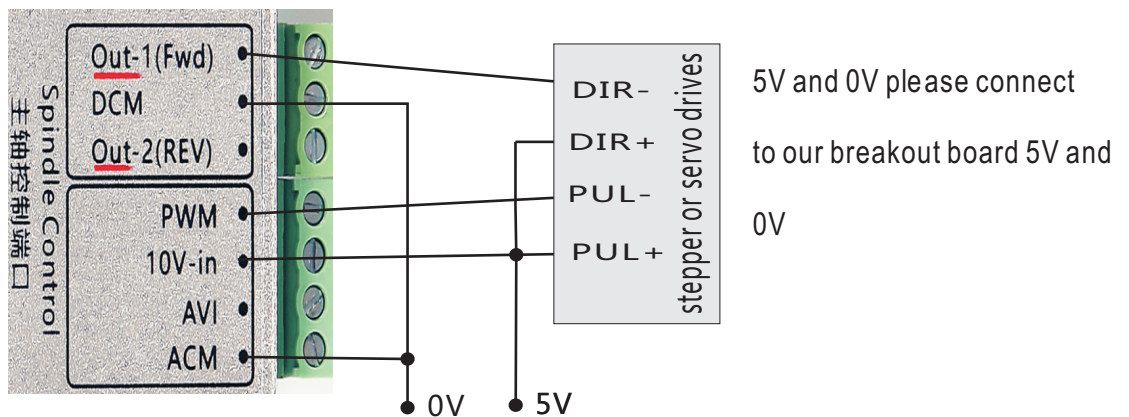 Spindle Control
主轴控制端口
Out-1(Fwd)
DCM
Out-2(REV)
PWM
10V-in
AVI
ACM
DIR-
DIR+
PUL-
PUL+
stepper or servo drives
0V
5V
5V and 0V please connect
to our breakout board 5V and
0V